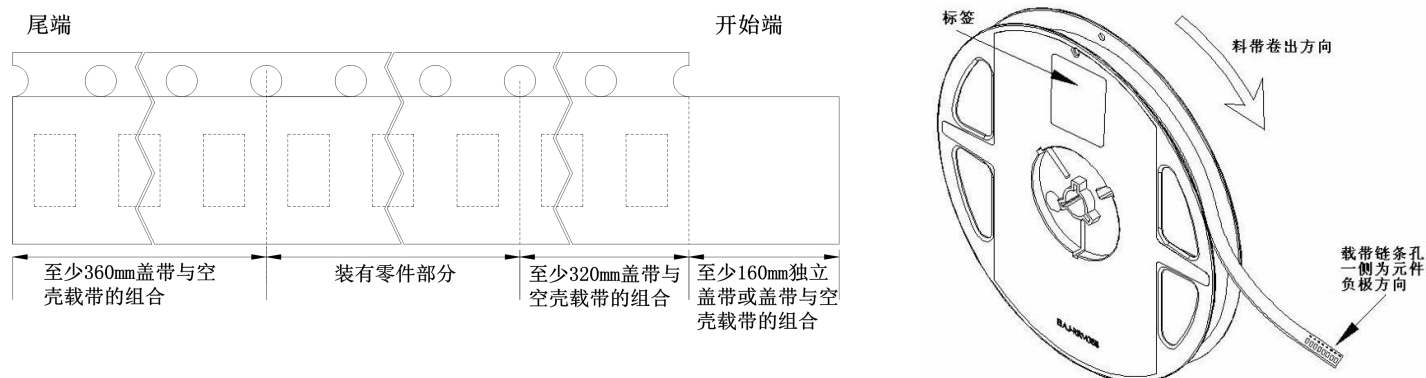 尾端
开始端
至少360mm盖带与空
壳载带的组合
装有零件部分
至少320mm盖带与
空壳载带的组合
至少160mm独立
盖带或盖带与空
壳载带的组合
标签
料带卷出方向
载带链条孔
一侧为元件
负极方向